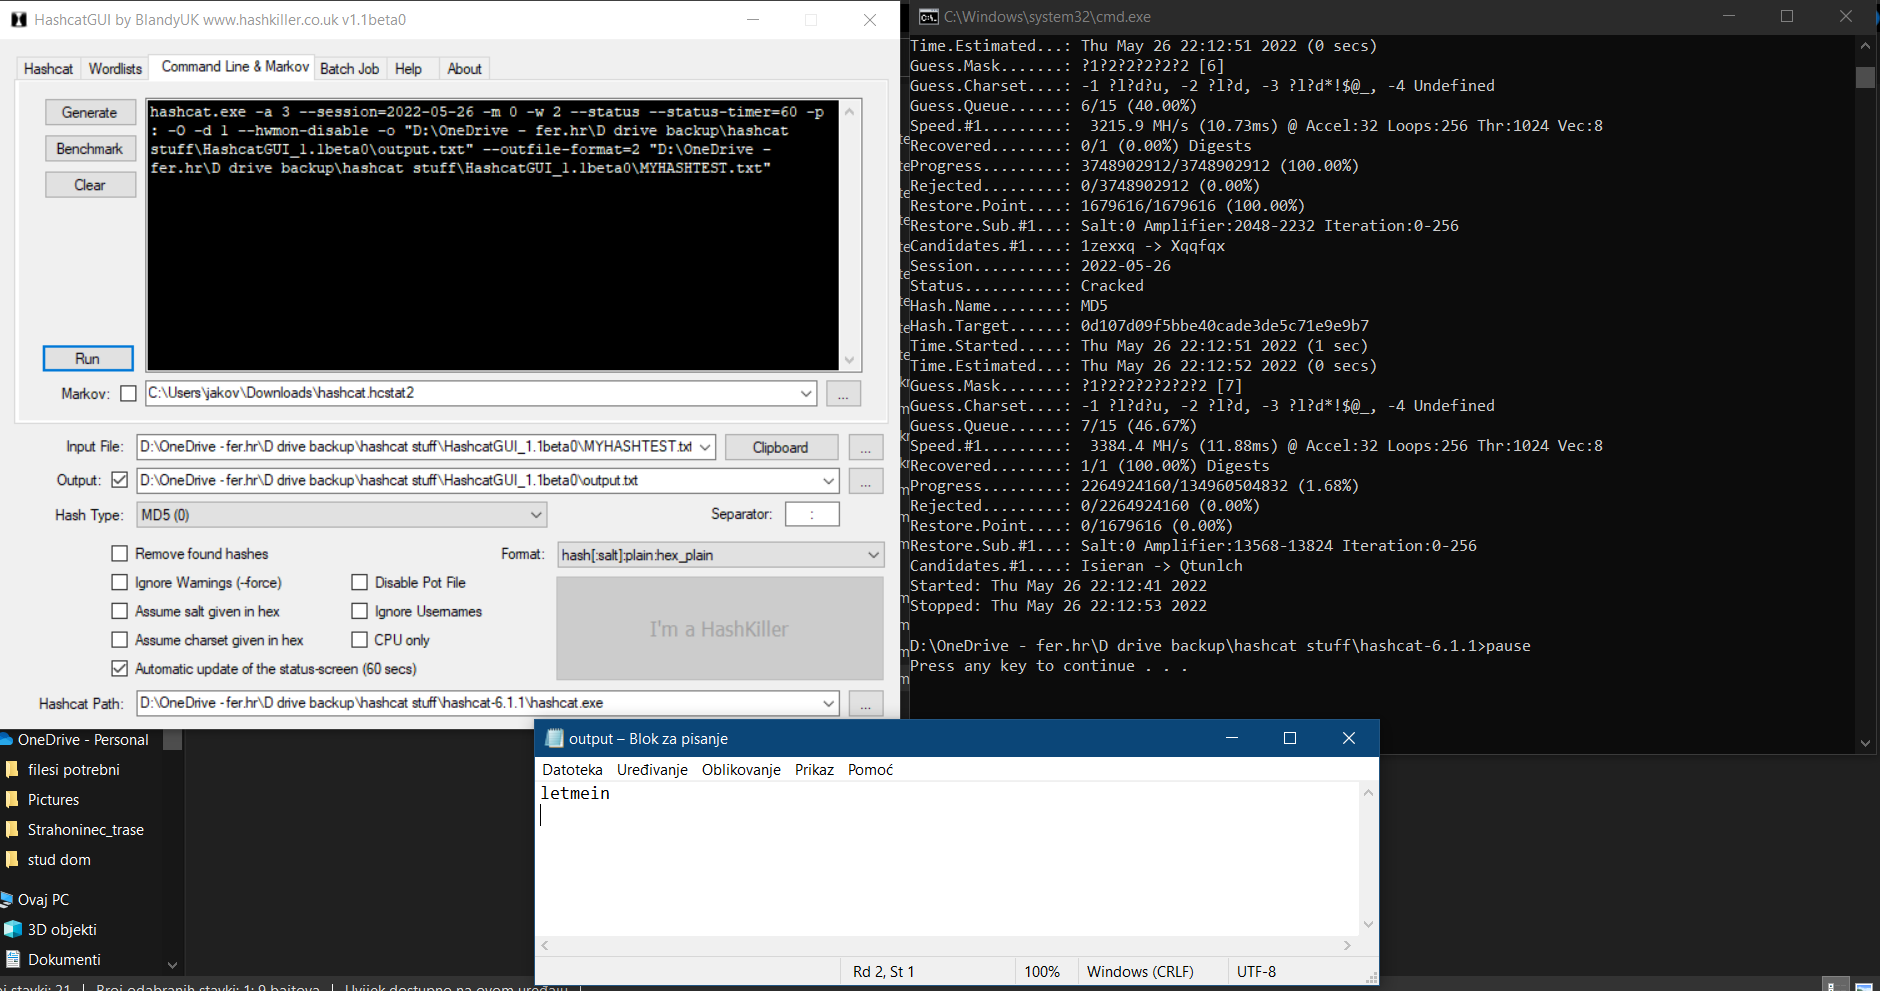 HashcatGUI by BlandyUK www.hashkiller.co.uk v1.1beta0
Hashcat Wordlists Command Line & Markov Batch Job Help About
Generate
Benchmark
Clear
Run
hashcat.exe -a 3 --session=2022-05-26 -m 0 -w 2 --status --status-timer=60 -p
: -O -d 1 --hwmon-disable -o "D:\OneDrive - fer.hr\D drive backup\hashcat
stuff\HashcatGUI_1.1beta0\output.txt" --outfile-format=2 "D:\OneDrive -
fer.hr\D drive backup\hashcat stuff\HashcatGUI_1.1beta0\MYHASHTEST.txt"
Markov: C:\Users\jakov\Downloads\hashcat.hcstat2 ...
Input File: D:\OneDrive - fer.hr\D drive backup\hashcat stuff\HashcatGUI_1.1beta0\MYHASHTEST.txt Clipboard ...
Output: D:\OneDrive - fer.hr\D drive backup\hashcat stuff\HashcatGUI_1.1beta0\output.txt ...
Hash Type: MD5 (0) Separator: :
Remove found hashes Format: hash[:salt]:plain:hex_plain
Ignore Warnings (--force) Disable Pot File
Assume salt given in hex Ignore Usernames
Assume charset given in hex CPU only
I'm a HashKiller
Automatic update of the status-screen (60 secs)
Hashcat Path: D:\OneDrive - fer.hr\D drive backup\hashcat stuff\hashcat-6.1.1\hashcat.exe ...
C:\Windows\system32\cmd.exe
Time.Estimated...: Thu May 26 22:12:51 2022 (0 secs)
Guess.Mask.......: ?1?2?2?2?2?2 [6]
Guess.Charset....: -1 ?l?d?u, -2 ?l?d, -3 ?l?d*!$@_, -4 Undefined
Guess.Queue......: 6/15 (40.00%)
Speed.#1.........:  3215.9 MH/s (10.73ms) @ Accel:32 Loops:256 Thr:1024 Vec:8
Recovered........: 0/1 (0.00%) Digests
Progress.........: 3748902912/3748902912 (100.00%)
Rejected.........: 0/3748902912 (0.00%)
Restore.Point....: 1679616/1679616 (100.00%)
Restore.Sub.#1...: Salt:0 Amplifier:2048-2232 Iteration:0-256
Candidates.#1....: 1zexxq -> Xqqfqx
Session..........: 2022-05-26
Status...........: Cracked
Hash.Name........: MD5
Hash.Target......: 0d107d09f5bbe40cade3de5c71e9e9b7
Time.Started.....: Thu May 26 22:12:51 2022 (1 sec)
Time.Estimated...: Thu May 26 22:12:52 2022 (0 secs)
Guess.Mask.......: ?1?2?2?2?2?2?2 [7]
Guess.Charset....: -1 ?l?d?u, -2 ?l?d, -3 ?l?d*!$@_, -4 Undefined
Guess.Queue......: 7/15 (46.67%)
Speed.#1.........:  3384.4 MH/s (11.88ms) @ Accel:32 Loops:256 Thr:1024 Vec:8
Recovered........: 1/1 (100.00%) Digests
Progress.........: 2264924160/134960504832 (1.68%)
Rejected.........: 0/2264924160 (0.00%)
Restore.Point....: 0/1679616 (0.00%)
Restore.Sub.#1...: Salt:0 Amplifier:13568-13824 Iteration:0-256
Candidates.#1....: Isieran -> Qtunlch
Started: Thu May 26 22:12:41 2022
Stopped: Thu May 26 22:12:53 2022
D:\OneDrive - fer.hr\D drive backup\hashcat stuff\hashcat-6.1.1>pause
Press any key to continue . . .
OneDrive - Personal
filesi potrebni
Pictures
Strahoninec_trase
stud dom
Ovaj PC
3D objekti
Dokumenti
output – Blok za pisanje
Datoteka Uređivanje Oblikovanje Prikaz Pomoć
letmein
Rd 2, St 1 100% Windows (CRLF) UTF-8
stavki: 21 Broj odabranih stavki: 1: 9 bajtova Uvijek dostupno na ovom uređaju